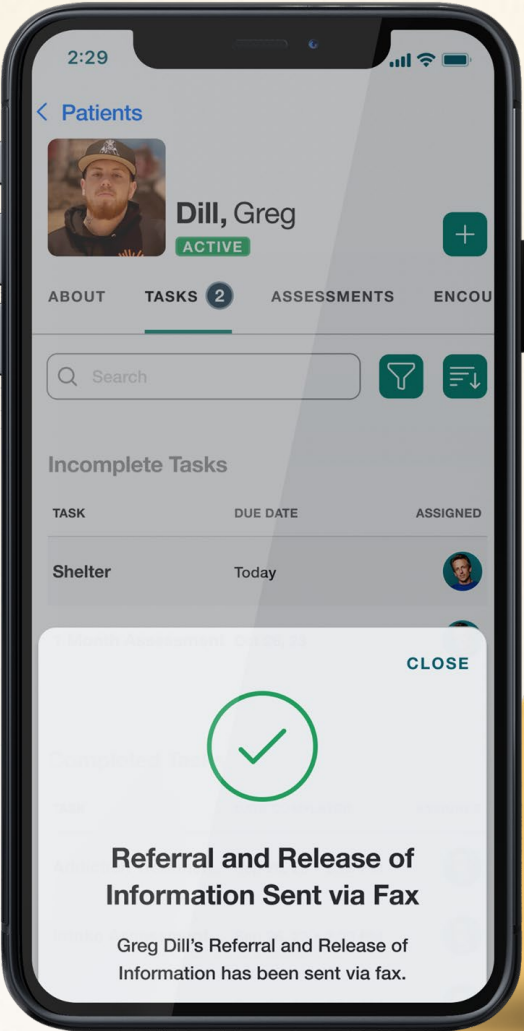 2:29
Patients
Dill, Greg
ACTIVE
ABOUT TASKS 2 ASSESSMENTS ENCOU
Search
Incomplete Tasks
TASK DUE DATE ASSIGNED
Shelter Today
CLOSE
Referral and Release of
Information Sent via Fax
Greg Dill's Referral and Release of
Information has been sent via fax.